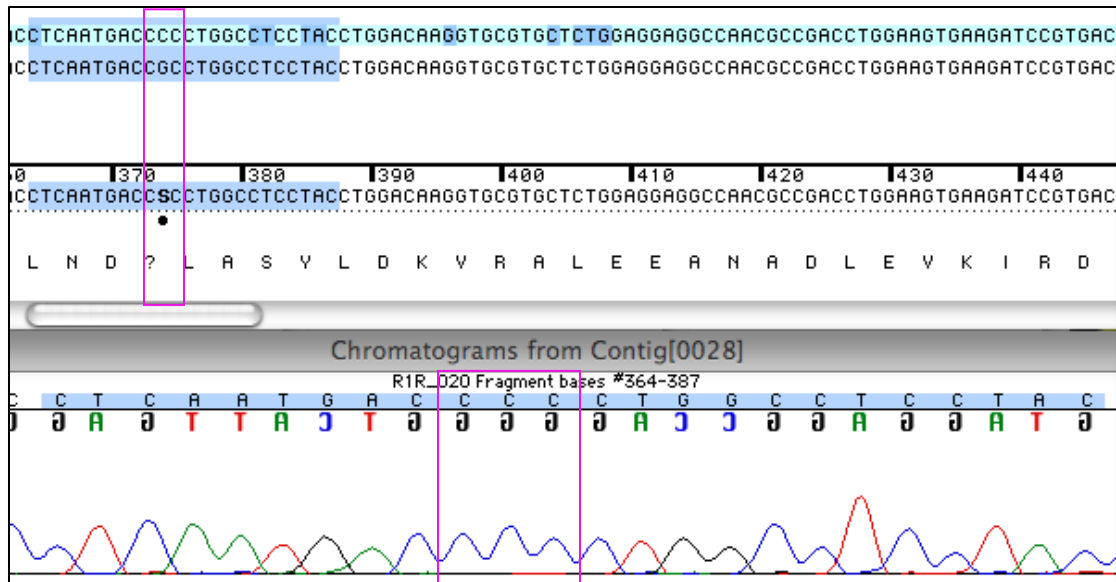 CCTCAATGACCCCCTGGCCTCCTACCTGGACAAGGTGCGTGCTCTGGAGGAGGCCAACGCCGACCTGGAAGTGAAGATCCGTGAC
CCTCAATGACCGCCTGGCCTCCTACCTGGACAAGGTGCGTGCTCTGGAGGAGGCCAACGCCGACCTGGAAGTGAAGATCCGTGAC
370 380 390 400 410 420 430 440
CCTCAATGACCSCCTGGCCTCCTACCTGGACAAGGTGCGTGCTCTGGAGGAGGCCAACGCCGACCTGGAAGTGAAGATCCGTGAC
L N D ? L A S Y L D K V R A L E E A N A D L E V K I R D
Chromatograms from Contig[0028]
R1R_020 Fragment bases #364-387
C T C A A T G A C C C C C T G G C C T C C T A C
G A G T T A C T G G G G G A C C G G A G G A T G